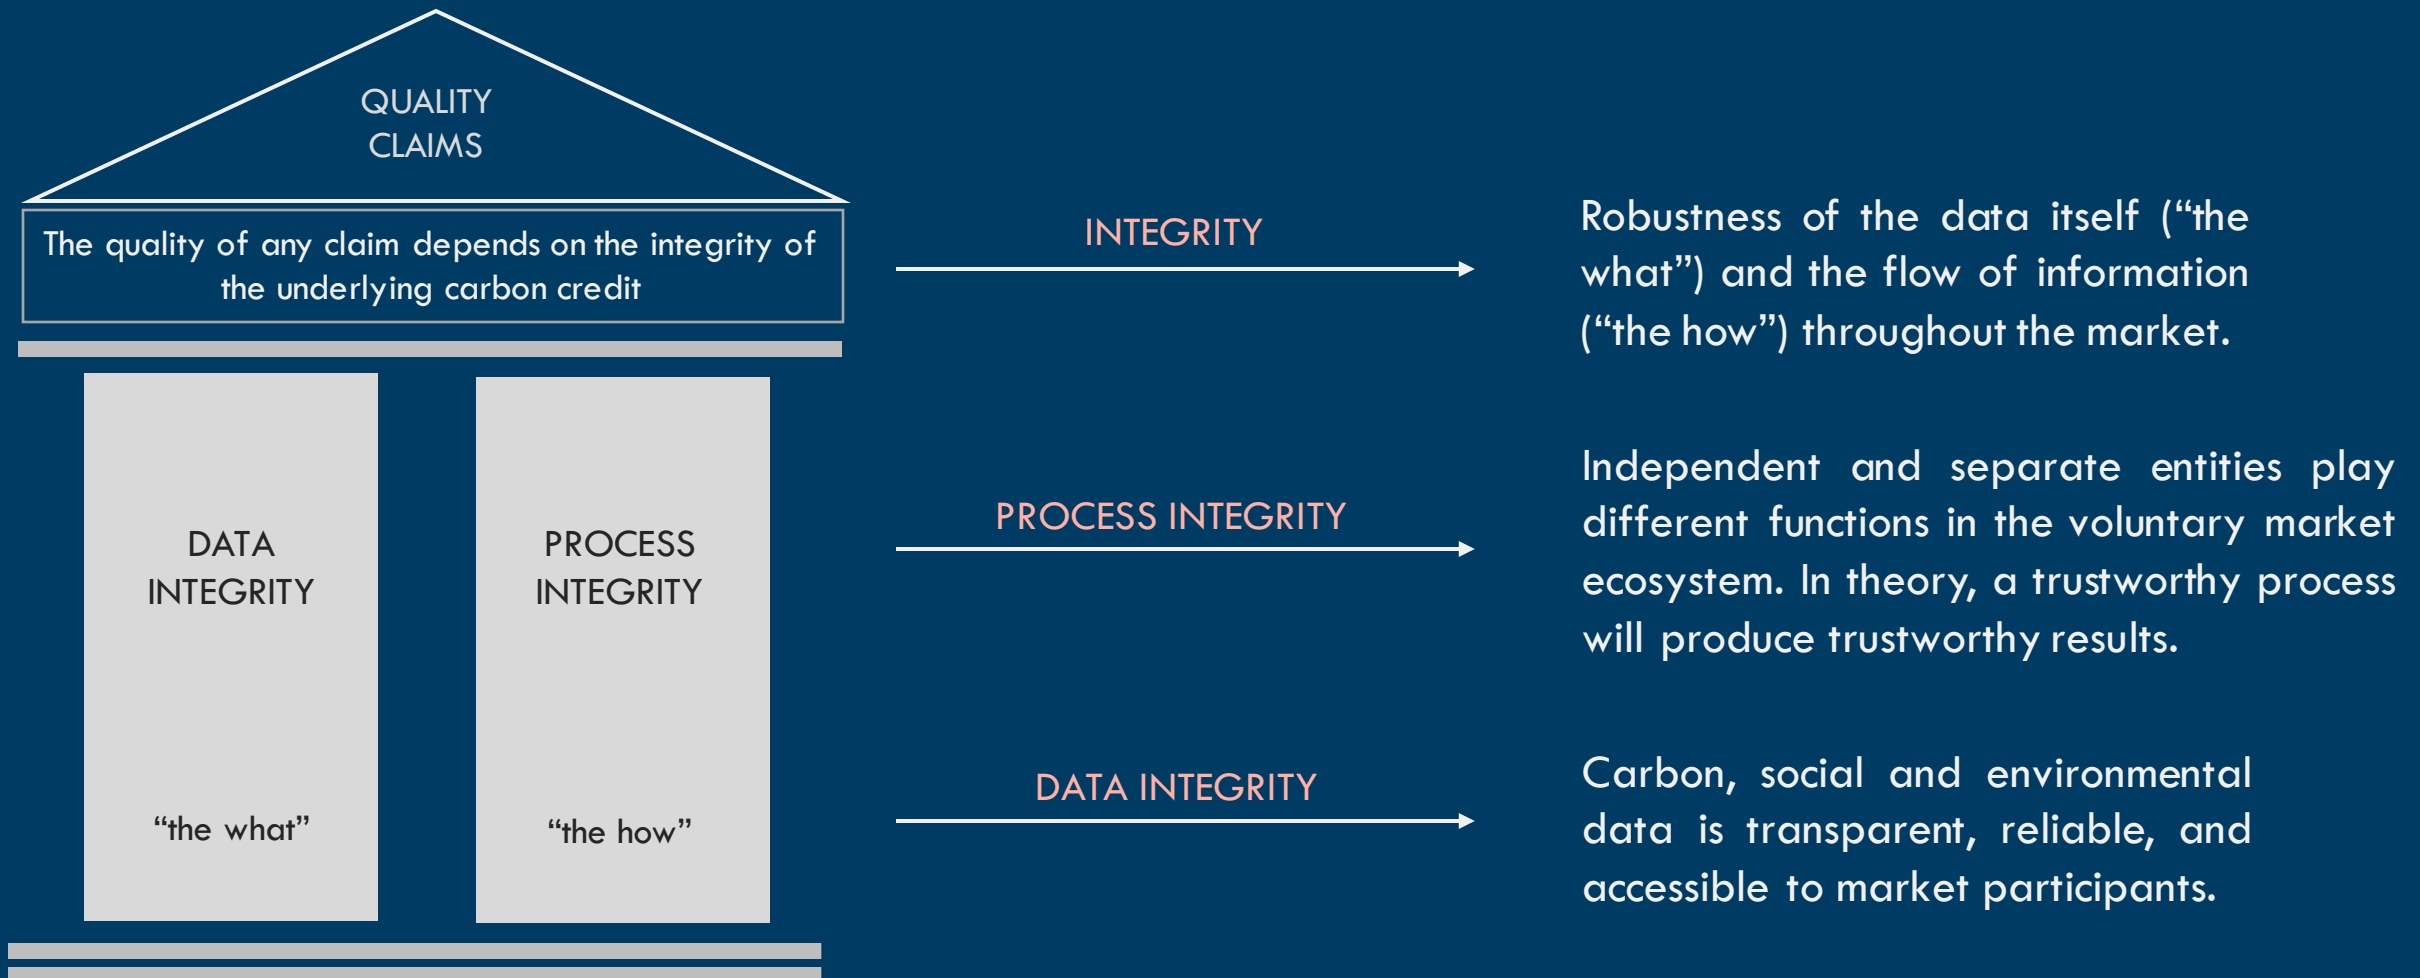 QUALITY
CLAIMS
The quality of any claim depends on the integrity of
the underlying carbon credit
DATA
INTEGRITY
“the what”
PROCESS
INTEGRITY
“the how”
INTEGRITY
Robustness of the data itself (“the
what”) and the flow of information
(“the how”) throughout the market.
PROCESS INTEGRITY
Independent and separate entities play
different functions in the voluntary market
ecosystem. In theory, a trustworthy process
will produce trustworthy results.
DATA INTEGRITY
Carbon, social and environmental
data is transparent, reliable, and
accessible to market participants.